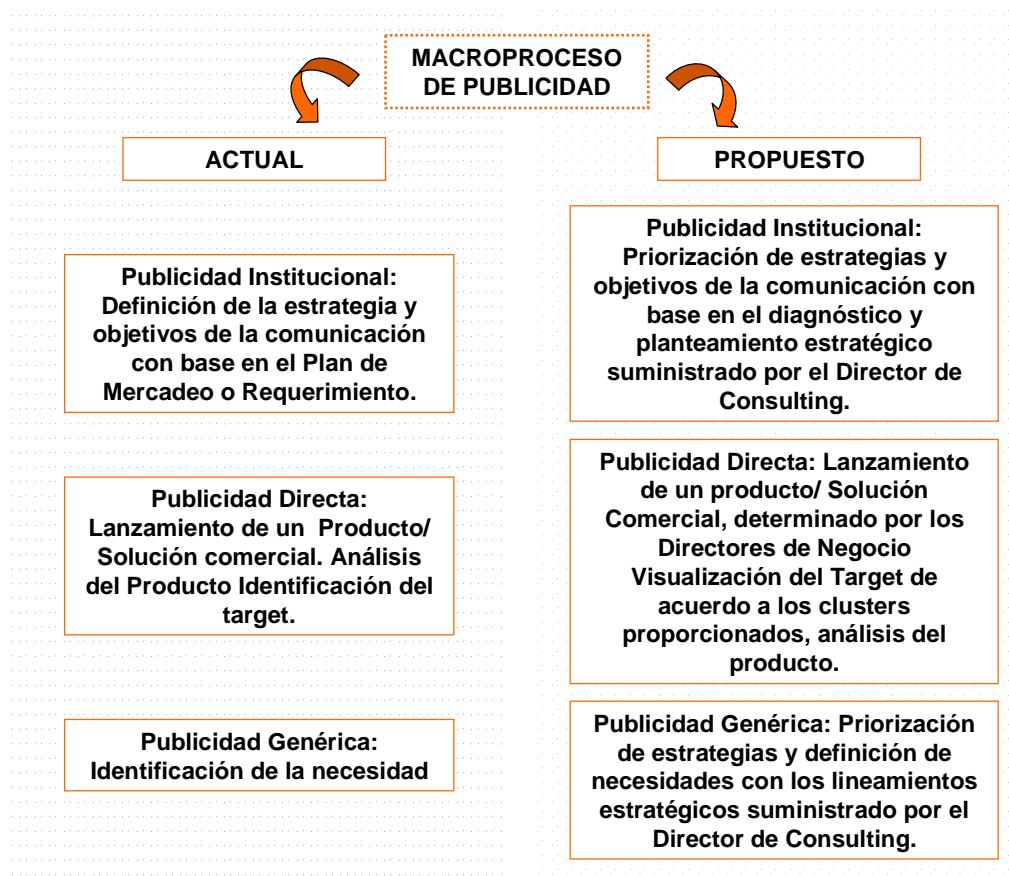 MACROPROCESO
DE PUBLICIDAD
ACTUAL
Publicidad Institucional:
Definición de la estrategia y
objetivos de la comunicación
con base en el Plan de
Mercadeo o Requerimiento.
Publicidad Directa:
Lanzamiento de un Producto/
Solución comercial. Análisis
del Producto Identificación del
target.
Publicidad Genérica:
Identificación de la necesidad
PROPUESTO
Publicidad Institucional:
Priorización de estrategias y
objetivos de la comunicación con
base en el diagnóstico y
planteamiento estratégico
suministrado por el Director de
Consulting.
Publicidad Directa: Lanzamiento
de un producto/ Solución
Comercial, determinado por los
Directores de Negocio
Visualización del Target de
acuerdo a los clusters
proporcionados, análisis del
producto.
Publicidad Genérica: Priorización
de estrategias y definición de
necesidades con los lineamientos
estratégicos suministrado por el
Director de Consulting.